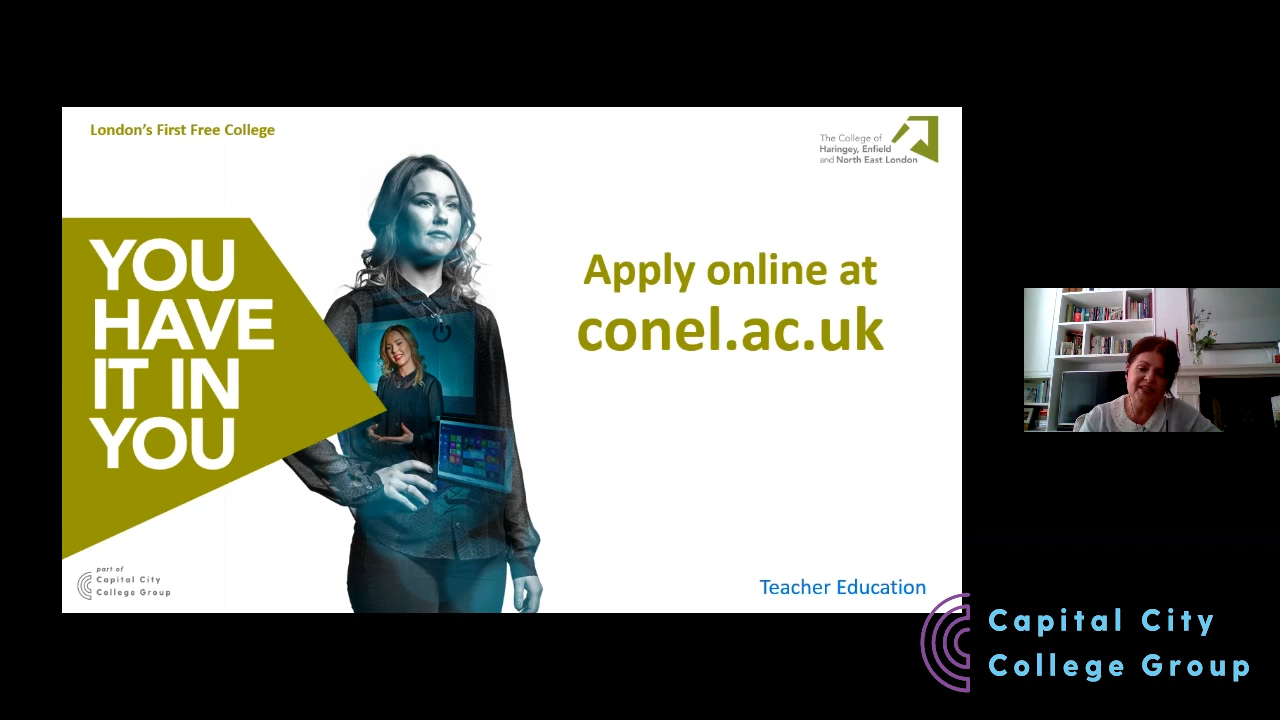 London's First Free College
The College of
Haringey, Enfield
and North East London
YOU
HAVE
IT IN
YOU
Apply online at
conel.ac.uk
part of
Capital City
College Group
Teacher Education
Capital City
College Group